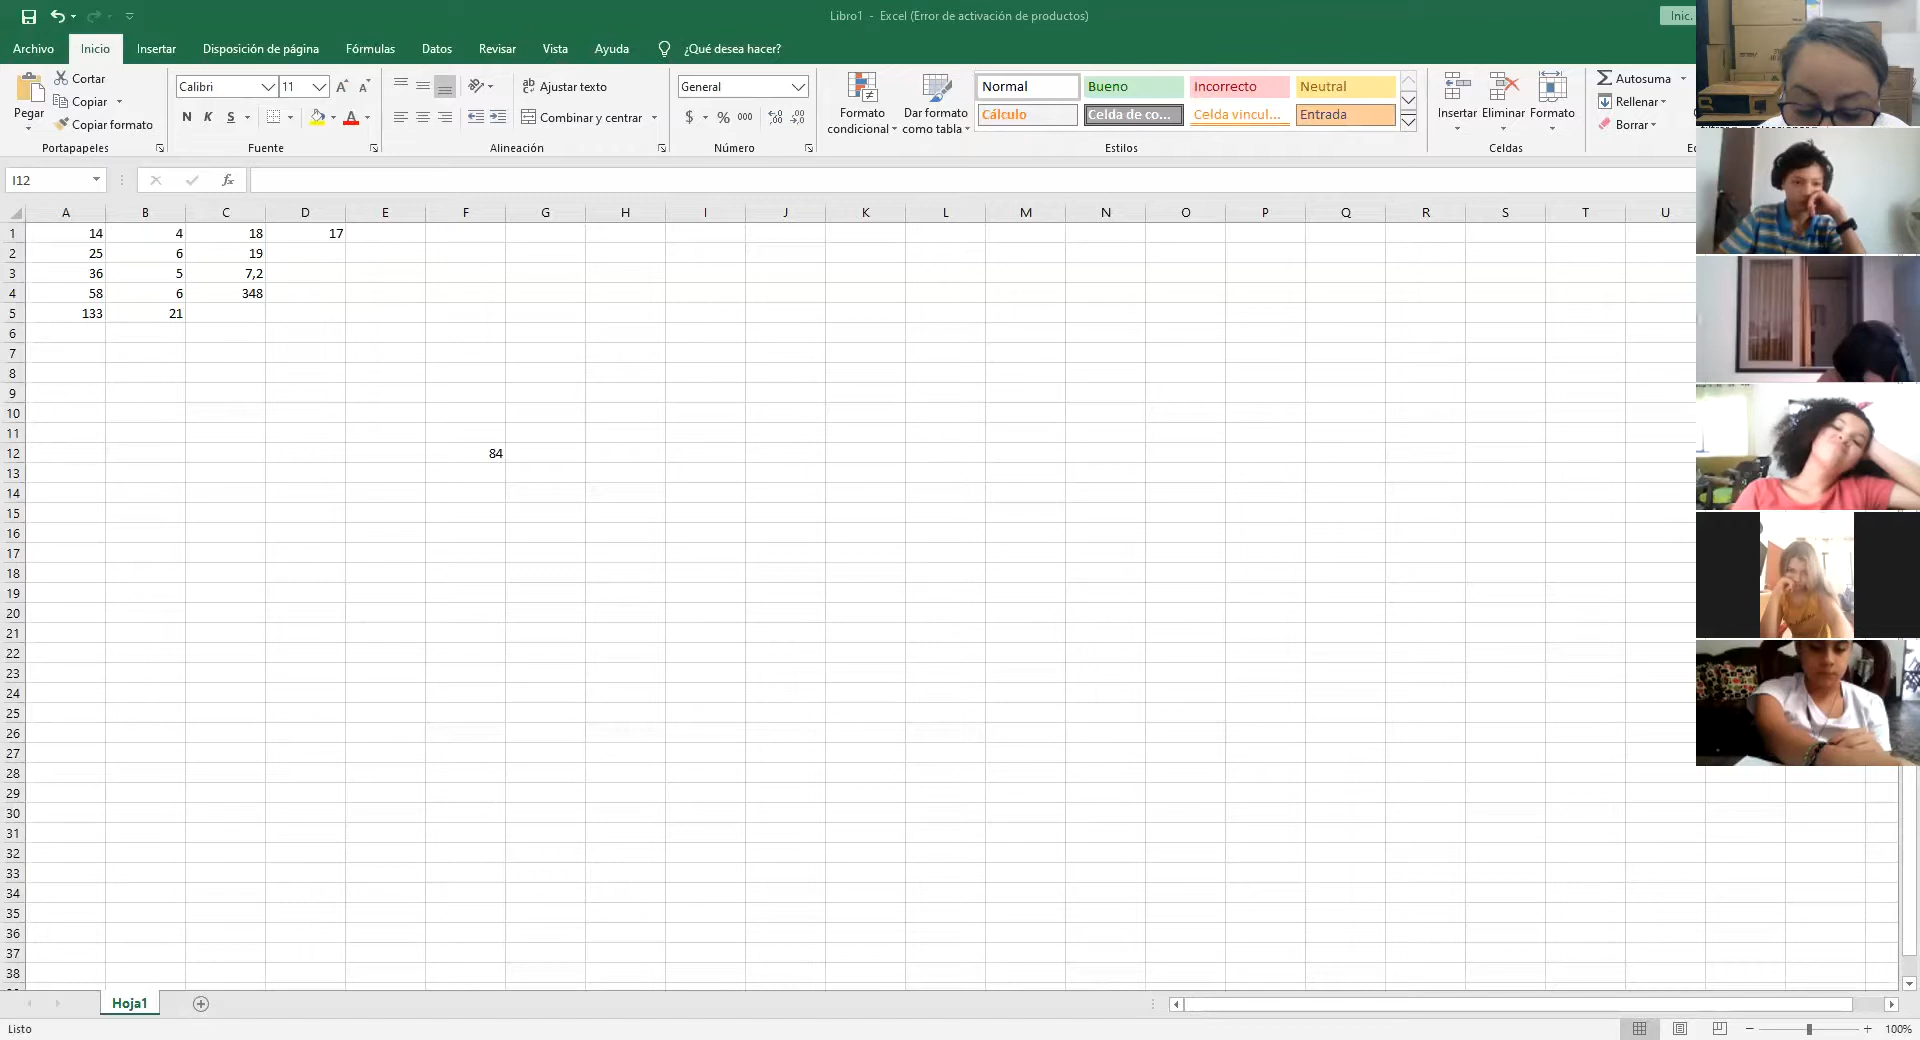 Libro1 - Excel (Error de activación de productos)
Inic.
Archivo Inicio Insertar Disposición de página Fórmulas Datos Revisar Vista Ayuda ¿Qué desea hacer?
Pegar
Cortar
Copiar
Copiar formato
Portapapeles
Calibri 11
N K S
Fuente
Ajustar texto
Combinar y centrar
Alineación
General
$ % 000
Número
Formato condicional
Dar formato como tabla
Normal Bueno Incorrecto Neutral
Cálculo Celda de co... Celda vincul... Entrada
Estilos
Insertar Eliminar Formato
Celdas
Autosuma
Rellenar
Borrar
I12 fx
A B C D E F G H I J K L M N O P Q R S T U
1 14 4 18 17
2 25 6 19
3 36 5 7,2
4 58 6 348
5 133 21
6
7
8
9
10
11
12 84
13
14
15
16
17
18
19
20
21
22
23
24
25
26
27
28
29
30
31
32
33
34
35
36
37
38
Hoja1
Listo
100%